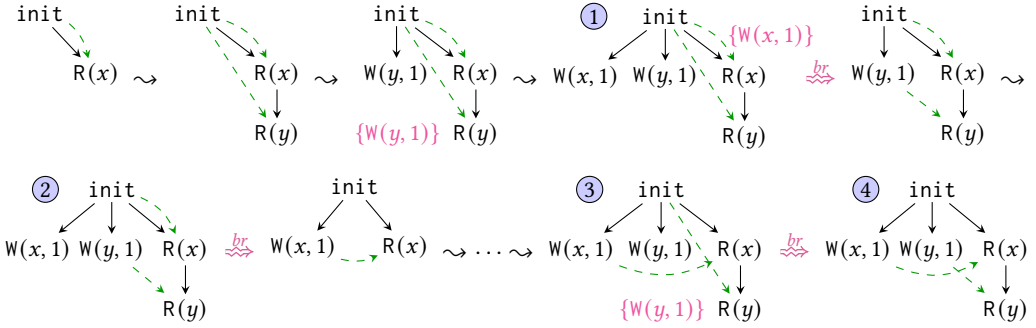 init init init 1 init init
{W(x, 1)}
R(x) ⤳ R(x) ⤳ W(y, 1) R(x) ⤳ W(x, 1) W(y, 1) R(x) br W(y, 1) R(x) ⤳
R(y) {W(y, 1)} R(y) R(y) R(y)
2 init init 3 init 4 init
W(x, 1) W(y, 1) R(x) br W(x, 1) R(x) ⤳ ⋯ ⤳ W(x, 1) W(y, 1) R(x) br W(x, 1) W(y, 1) R(x)
R(y) {W(y, 1)} R(y) R(y)